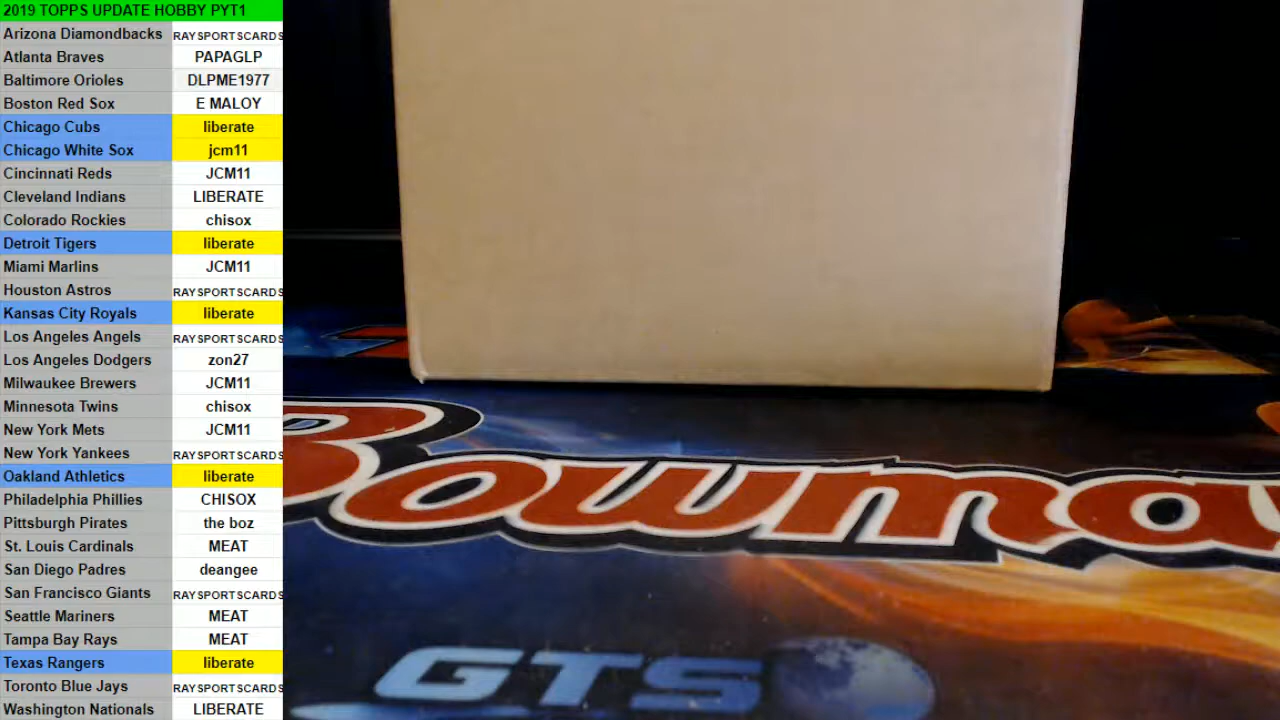 2019 TOPPS UPDATE HOBBY PYT1
Arizona Diamondbacks RAYSPORTSCARDS
Atlanta Braves PAPAGLP
Baltimore Orioles DLPME1977
Boston Red Sox E MALOY
Chicago Cubs liberate
Chicago White Sox jcm11
Cincinnati Reds JCM11
Cleveland Indians LIBERATE
Colorado Rockies chisox
Detroit Tigers liberate
Miami Marlins JCM11
Houston Astros RAYSPORTSCARDS
Kansas City Royals liberate
Los Angeles Angels RAYSPORTSCARDS
Los Angeles Dodgers zon27
Milwaukee Brewers JCM11
Minnesota Twins chisox
New York Mets JCM11
New York Yankees RAYSPORTSCARDS
Oakland Athletics liberate
Philadelphia Phillies CHISOX
Pittsburgh Pirates the boz
St. Louis Cardinals MEAT
San Diego Padres deangee
San Francisco Giants RAYSPORTSCARDS
Seattle Mariners MEAT
Tampa Bay Rays MEAT
Texas Rangers liberate
Toronto Blue Jays RAYSPORTSCARDS
Washington Nationals LIBERATE
Bowma
GTS